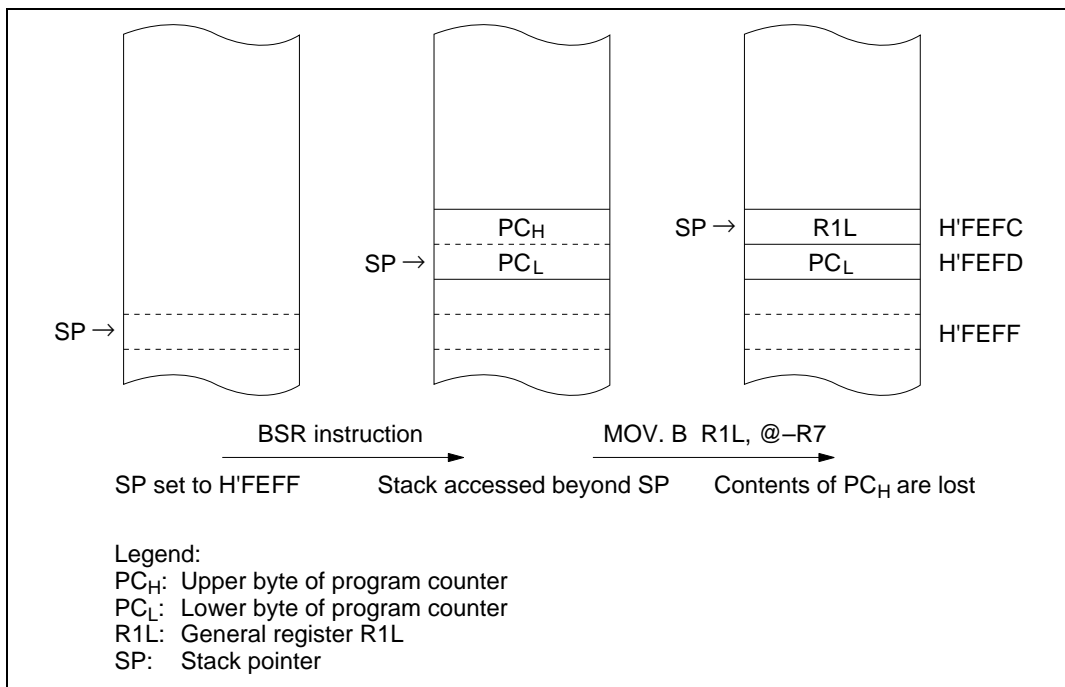 PCH
SP → R1L H'FEFC
SP → PCL PCL H'FEFD
SP → H'FEFF
BSR instruction MOV. B R1L, @–R7
SP set to H'FEFF Stack accessed beyond SP Contents of PCH are lost
Legend:
PCH: Upper byte of program counter
PCL: Lower byte of program counter
R1L: General register R1L
SP: Stack pointer